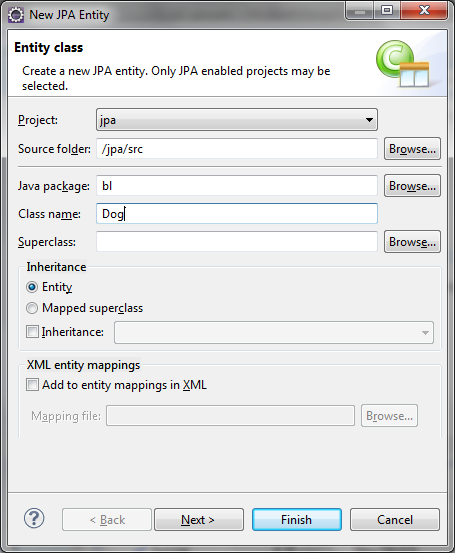 New JPA Entity
Entity class
Create a new JPA entity. Only JPA enabled projects may be
selected.
Project: jpa
Source folder: /jpa/src Browse...
Java package: bl Browse...
Class name: Dog
Superclass: Browse...
Inheritance
Entity
Mapped superclass
Inheritance:
XML entity mappings
Add to entity mappings in XML
Mapping file: Browse...
? < Back Next > Finish Cancel